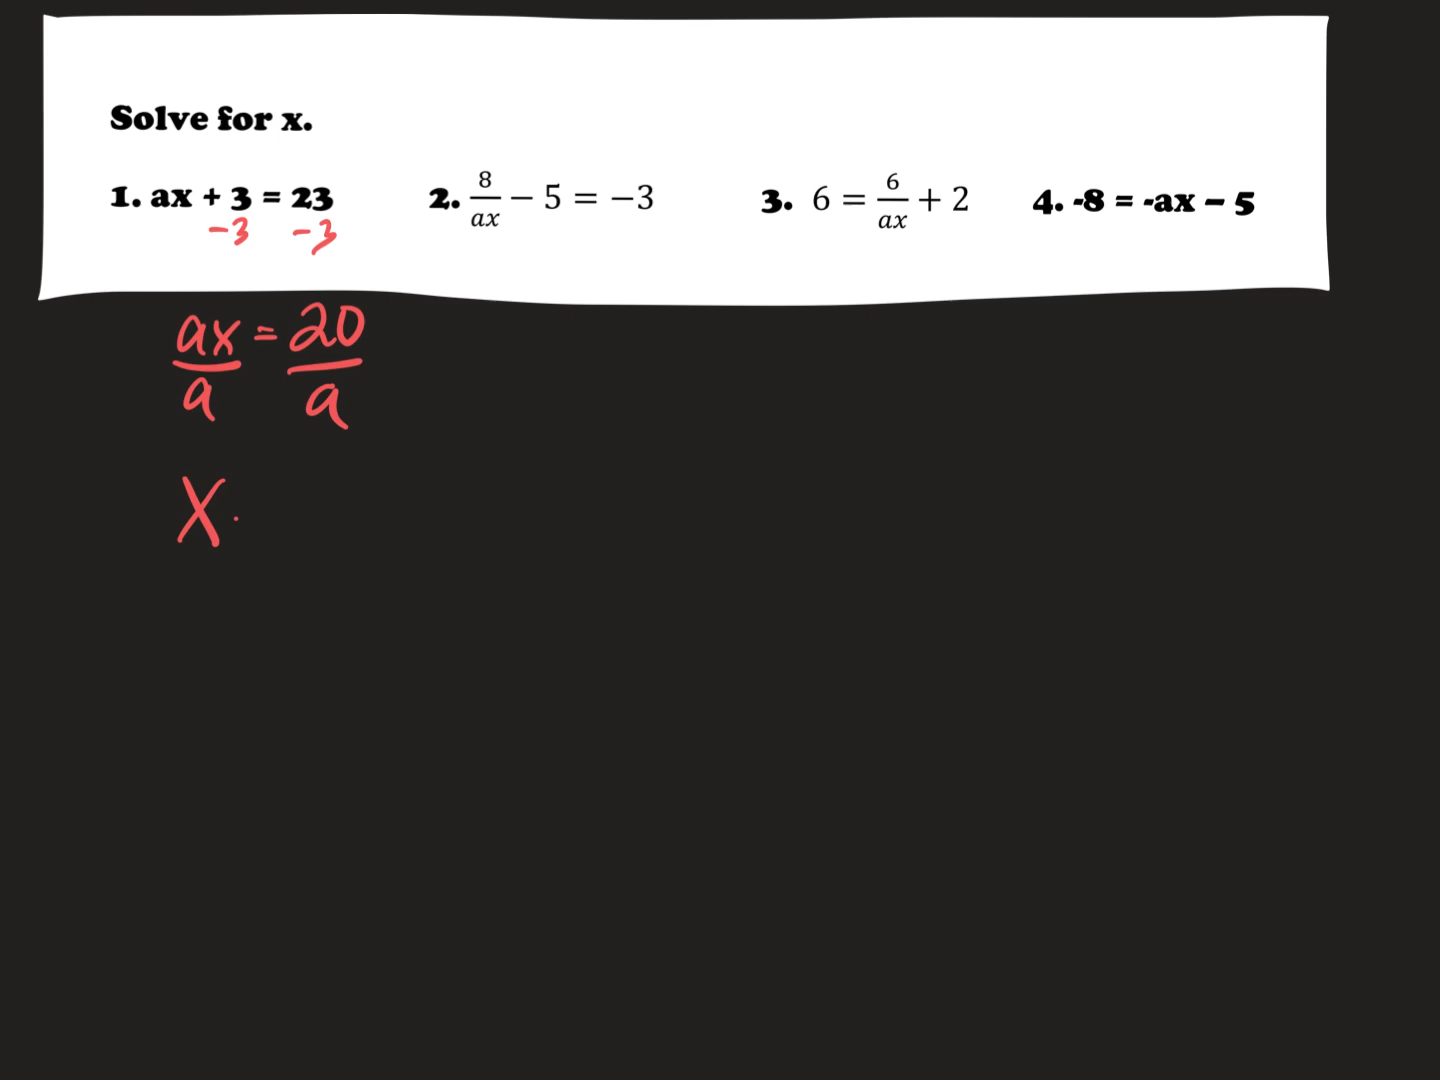 Solve for x.
1. ax + 3 = 23 2. 8/ax − 5 = −3 3. 6 = 6/ax + 2 4. -8 = -ax – 5
-3 -3
ax/a = 20/a
x